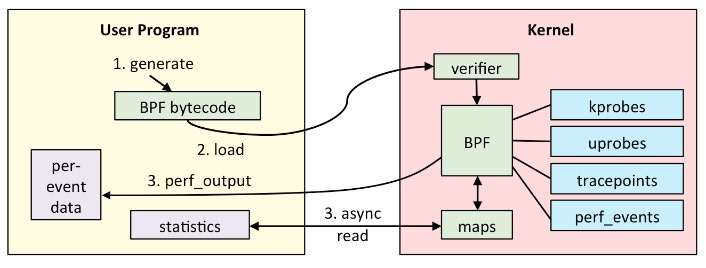 User Program
1. generate
BPF bytecode
2. load
per-
event
data
3. perf_output
statistics
3. async
read
Kernel
verifier
BPF
maps
kprobes
uprobes
tracepoints
perf_events